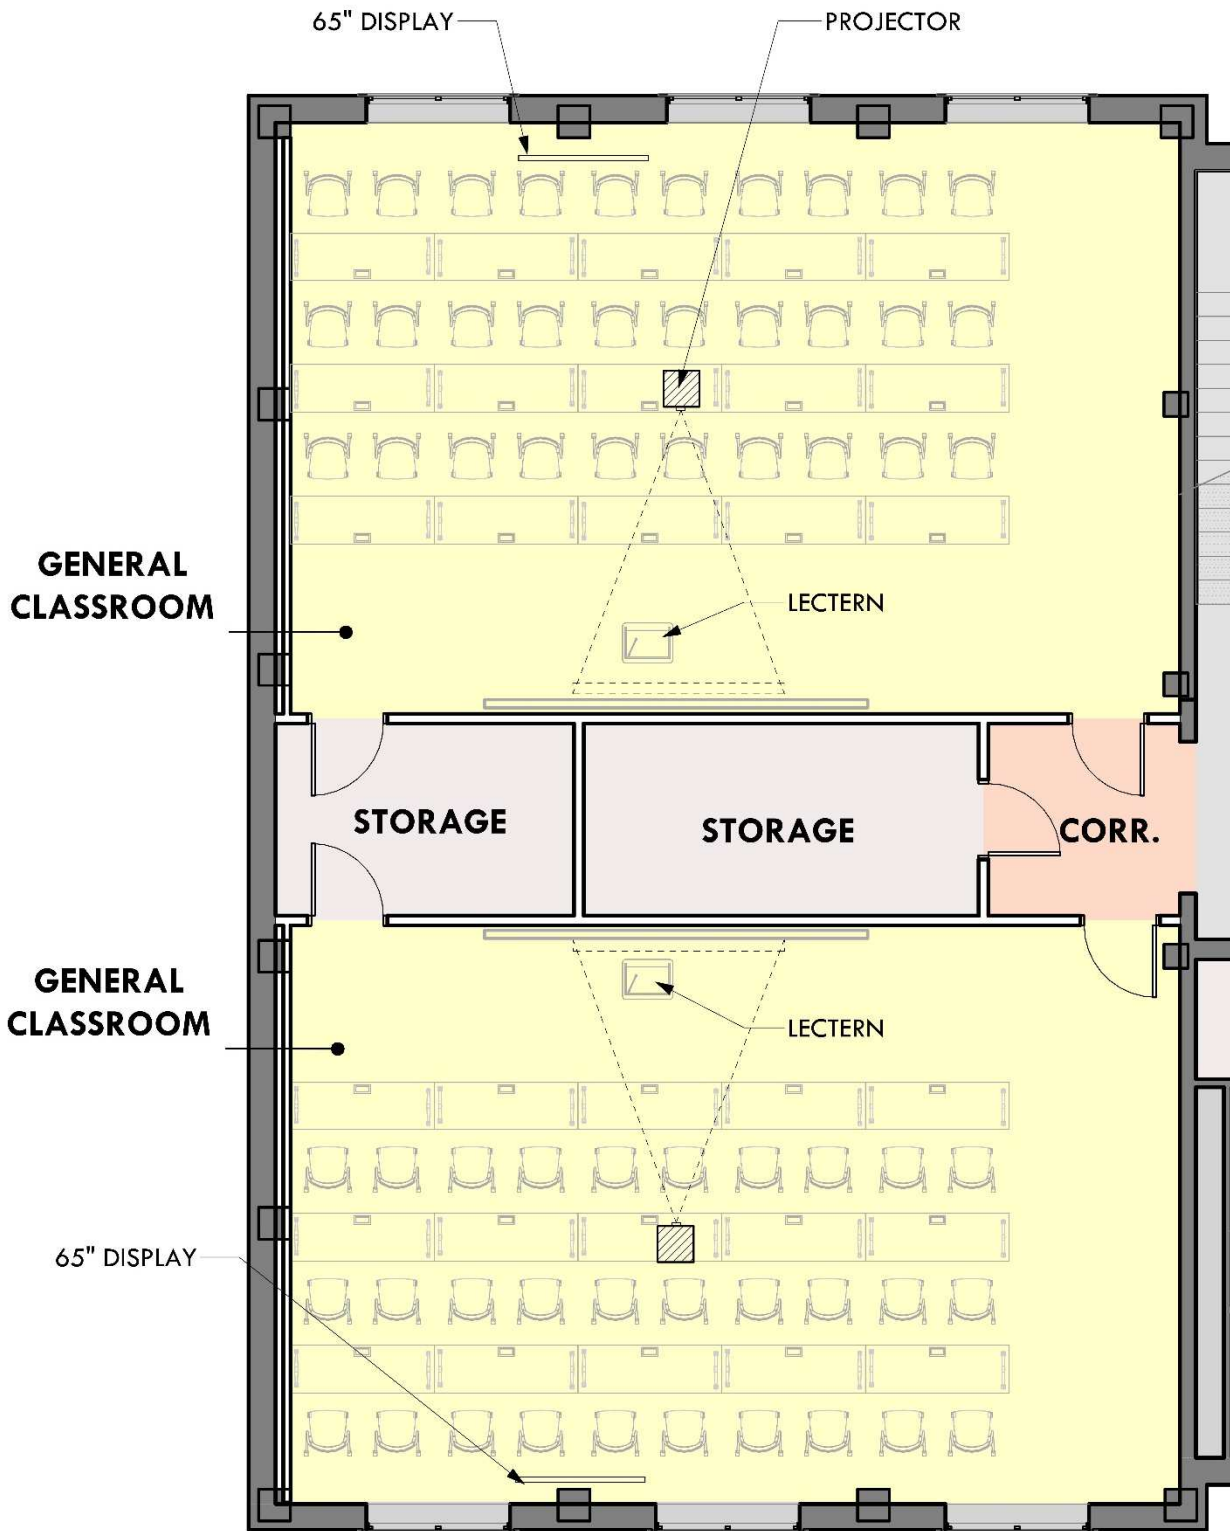 65" DISPLAY
PROJECTOR
GENERAL
CLASSROOM
LECTERN
STORAGE
STORAGE
CORR.
GENERAL
CLASSROOM
LECTERN
65" DISPLAY